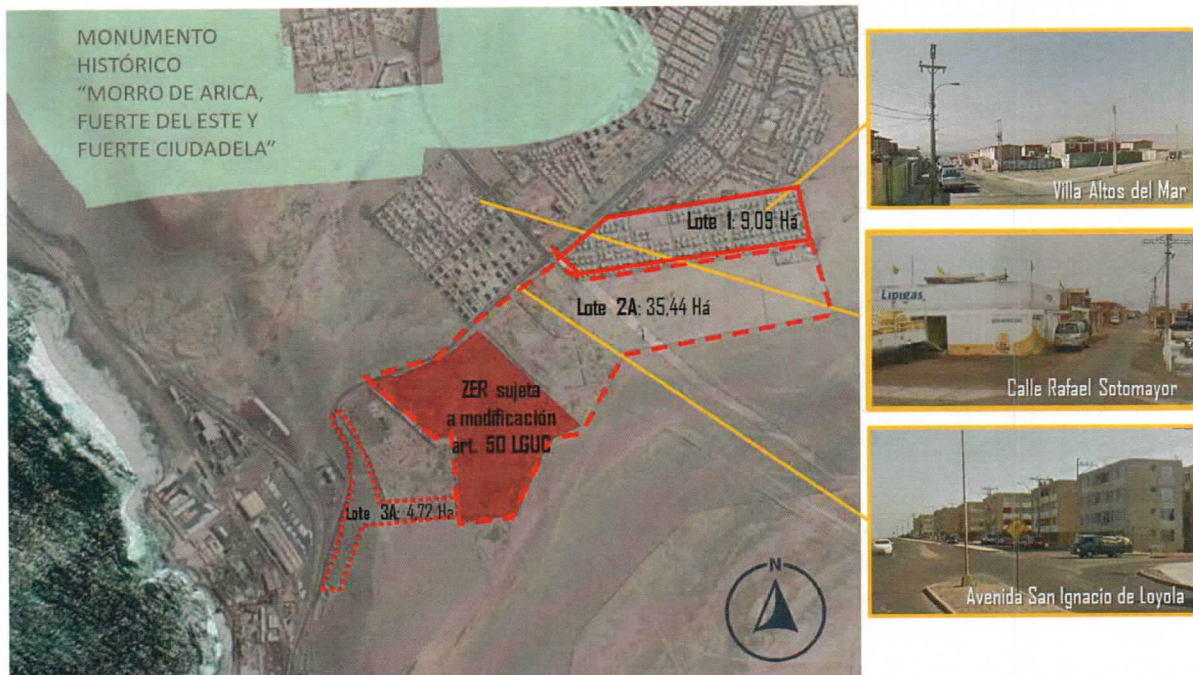 MONUMENTO
HISTÓRICO
“MORRO DE ARICA,
FUERTE DEL ESTE Y
FUERTE CIUDADELA”
Lote 1: 9,09 Há
Lote 2A: 35,44 Há
ZER sujeta
a modificación
art. 50 LGUC
Lote 3A: 4,72 Ha
N
Villa Altos del Mar
Lipigas
Calle Rafael Sotomayor
Avenida San Ignacio de Loyola